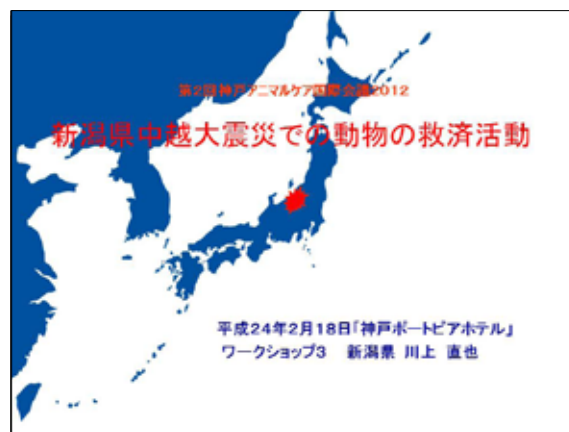 第2回神戸アニマルケア国際会議2012
新潟県中越大震災での動物の救済活動
平成24年2月18日｢神戸ポートピアホテル｣
ワークショップ3　新潟県 川上 直也